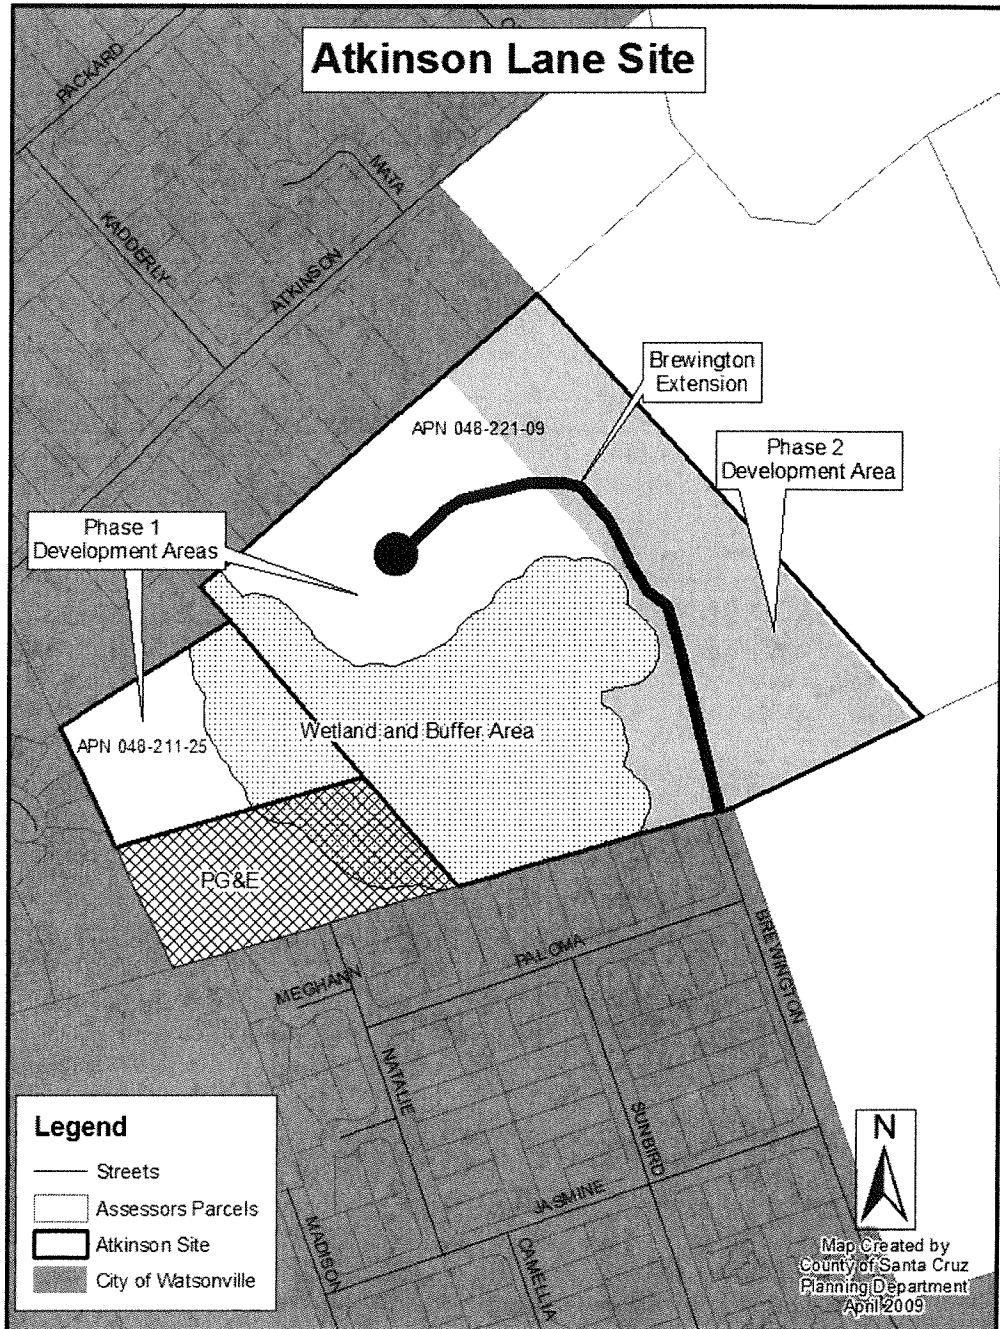 Atkinson Lane Site
PACKARD
MATA
KADDERLY
ATKINSON
Brewington
Extension
APN 048-221-09
Phase 2
Development Area
Phase 1
Development Areas
Wetland and Buffer Area
APN 048-211-25
PG&E
PALOMA
BREWINGTON
MEGHANN
NATALIE
SUNBIRD
JASMINE
MADISON
CAMELLIA
Legend
Streets
Assessors Parcels
Atkinson Site
City of Watsonville
N
Map Created by
County of Santa Cruz
Planning Department
April 2009